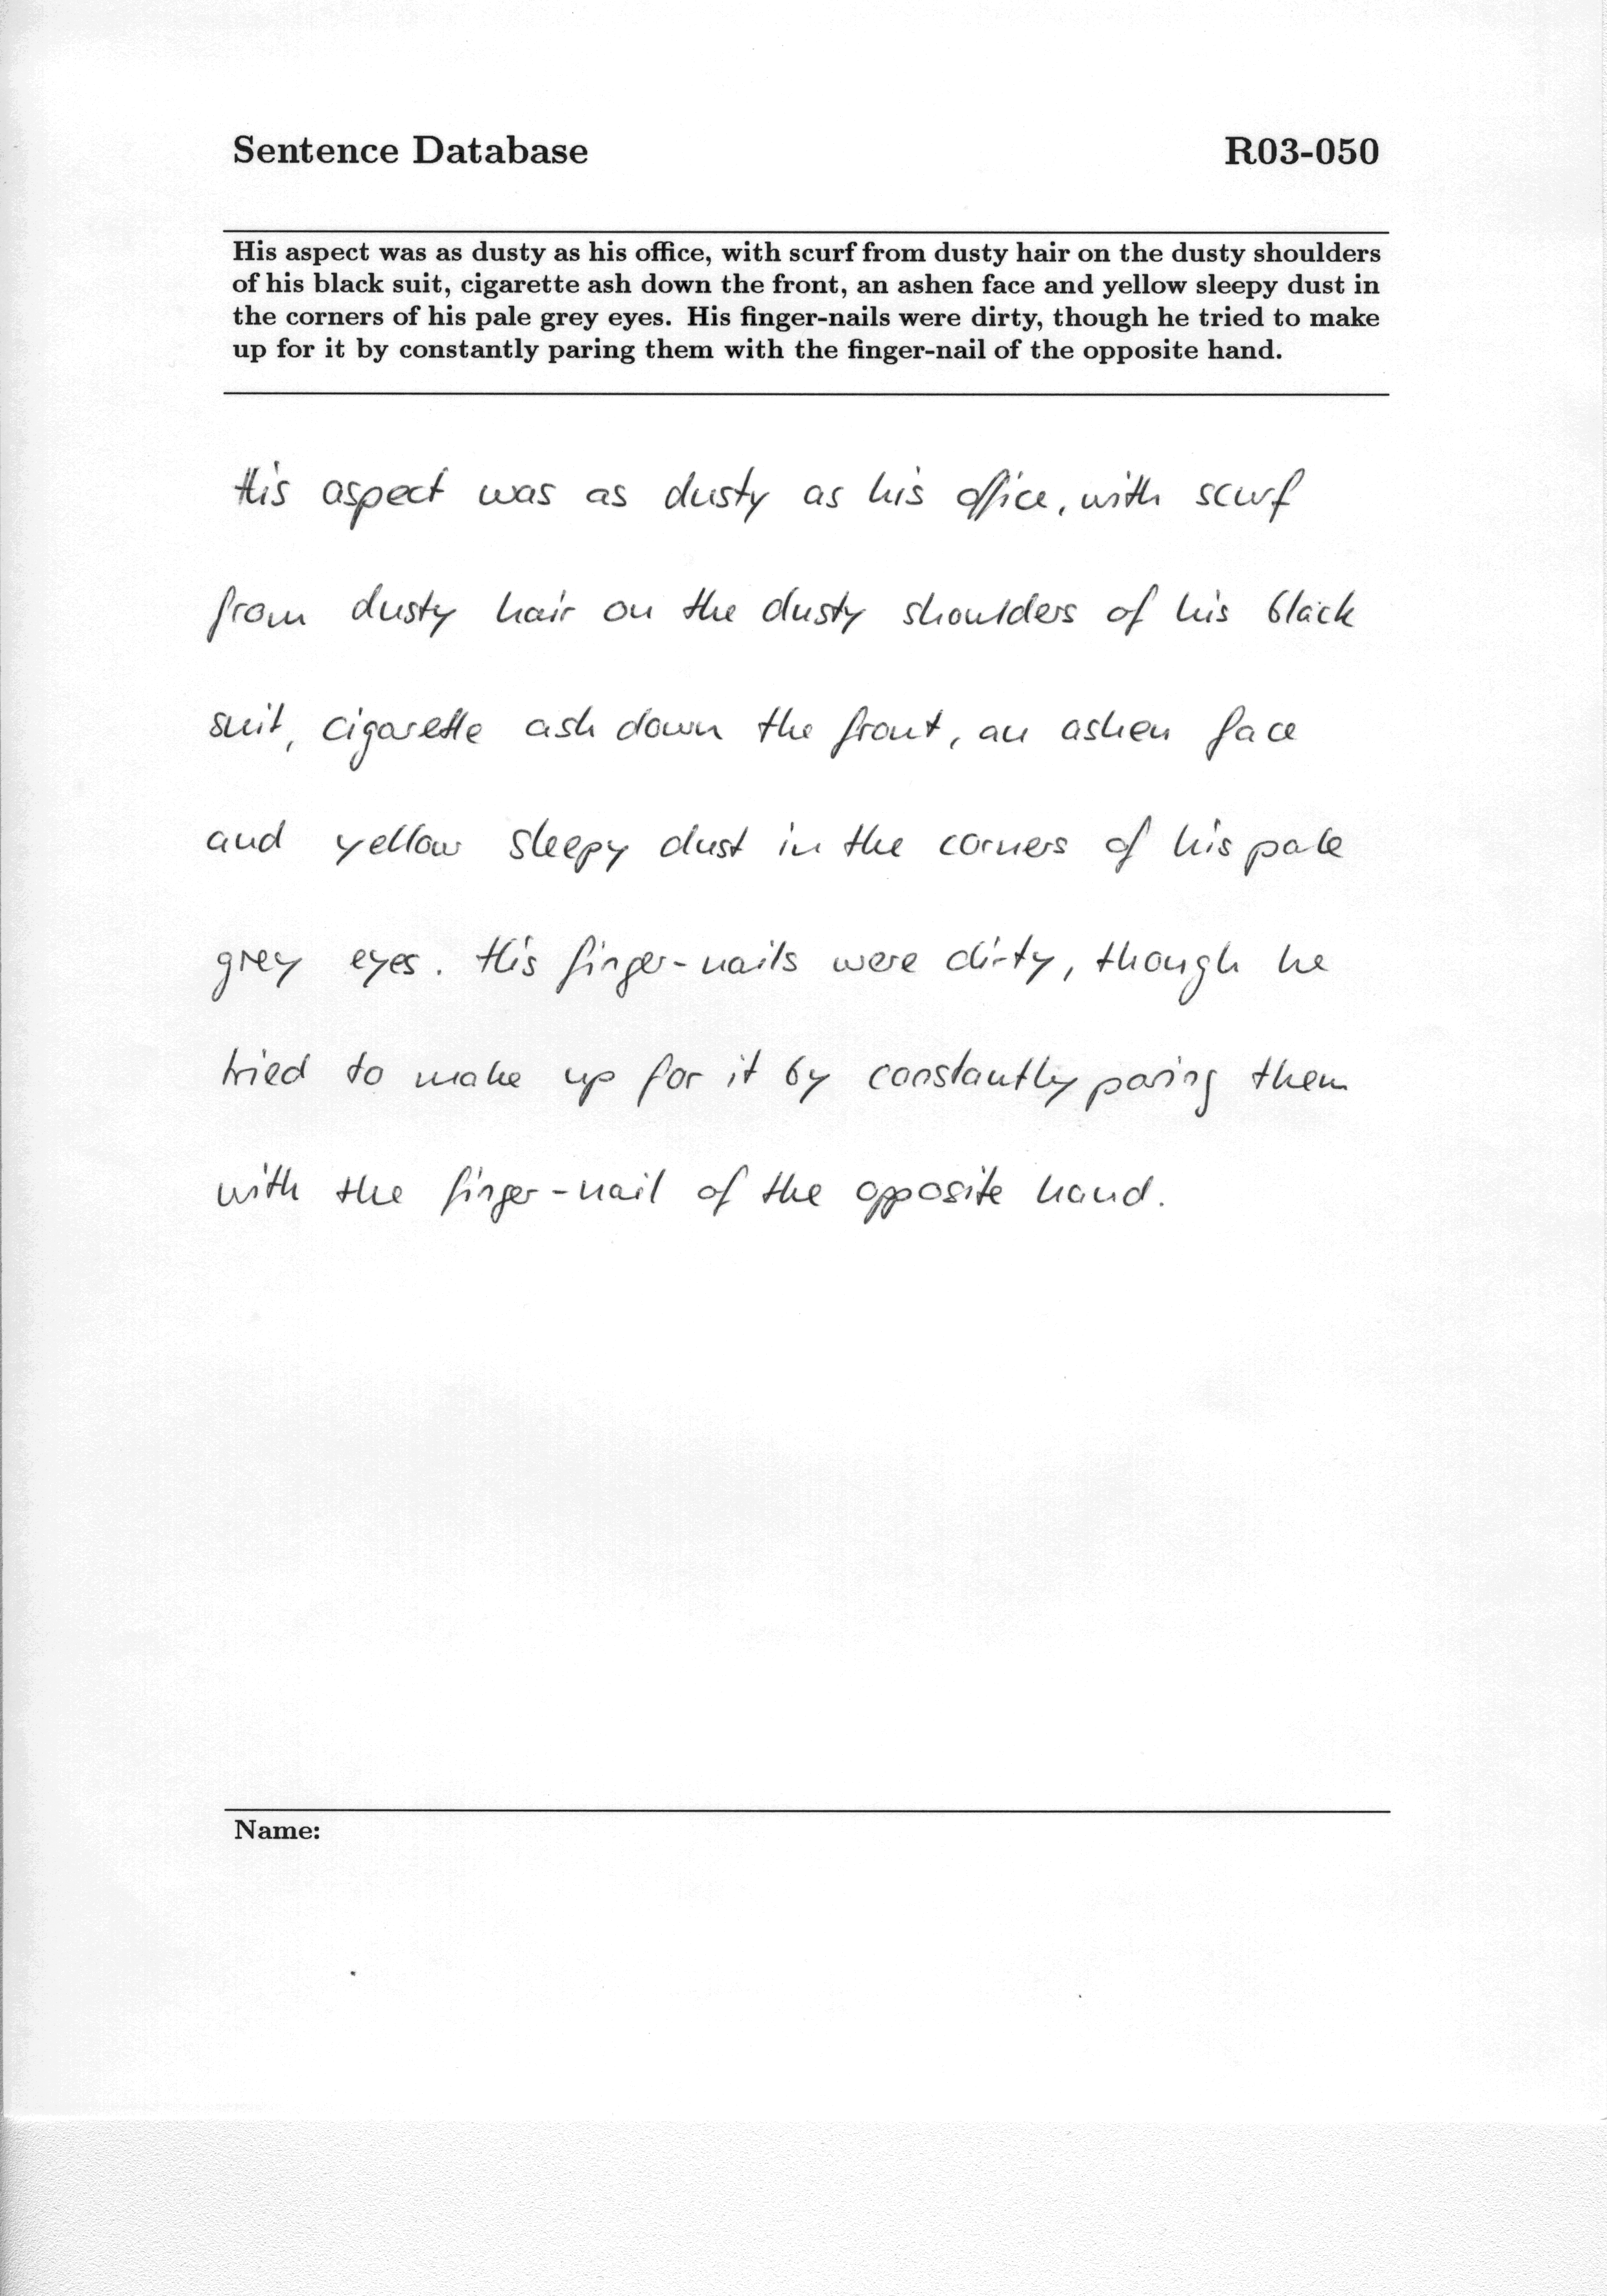 Sentence Database R03-050
His aspect was as dusty as his office, with scurf from dusty hair on the dusty shoulders
of his black suit, cigarette ash down the front, an ashen face and yellow sleepy dust in
the corners of his pale grey eyes. His finger-nails were dirty, though he tried to make
up for it by constantly paring them with the finger-nail of the opposite hand.
His aspect was as dusty as his office, with scurf
from dusty hair on the dusty shoulders of his black
suit, cigarette ash down the front, an ashen face
and yellow sleepy dust in the corners of his pale
grey eyes. His finger-nails were dirty, though he
tried to make up for it by constantly paring them
with the finger-nail of the opposite hand.
Name: